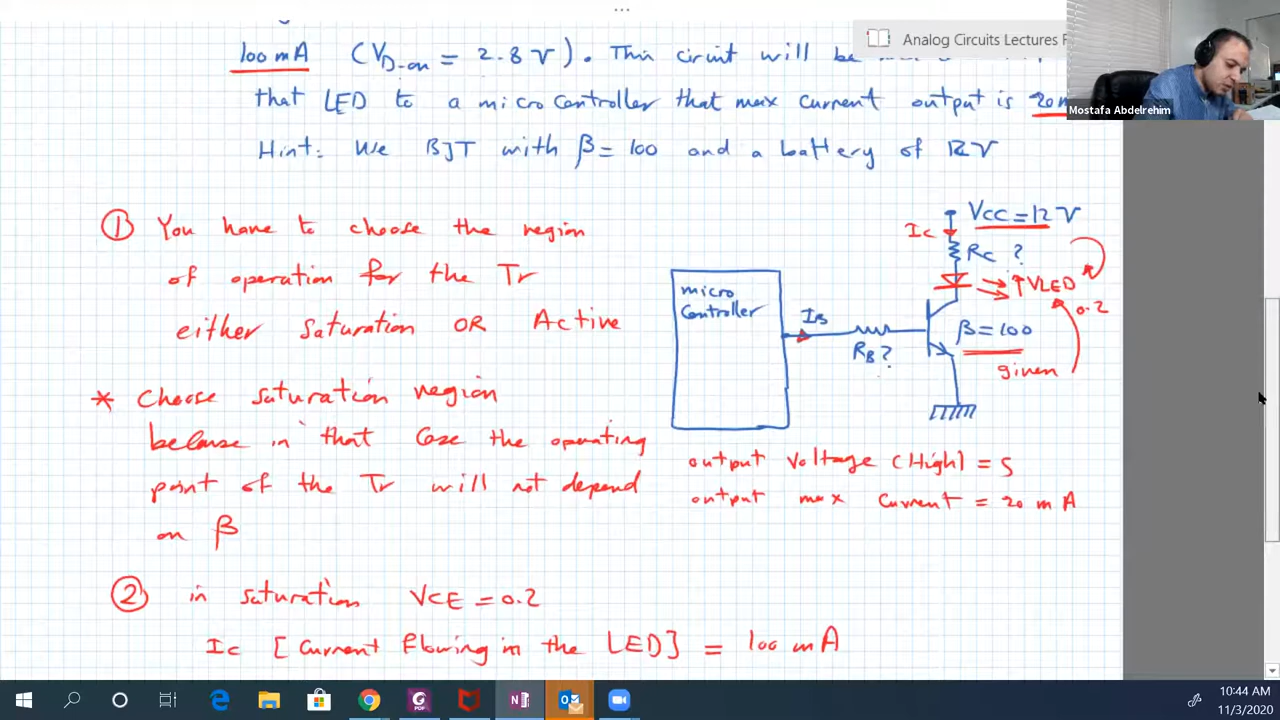 Analog Circuits Lectures F
Mostafa Abdelrehim
100 mA (VD-on = 2.8 V). This circuit will be
that LED to a micro controller that max current output is 20
Hint: Use BJT with β = 100 and a battery of 12V
① You have to choose the region
of operation for the Tr
either saturation OR Active
* Choose saturation region
because in that case the operating
point of the Tr will not depend
on β
VCC = 12 V
Ic
Rc ?
VLED
0.2
micro
controller
IB
RB ?
β = 100
given
output voltage (High) = 5
output max current = 20 mA
② in saturation VCE = 0.2
Ic [Current flowing in the LED] = 100 mA
10:44 AM
11/3/2020